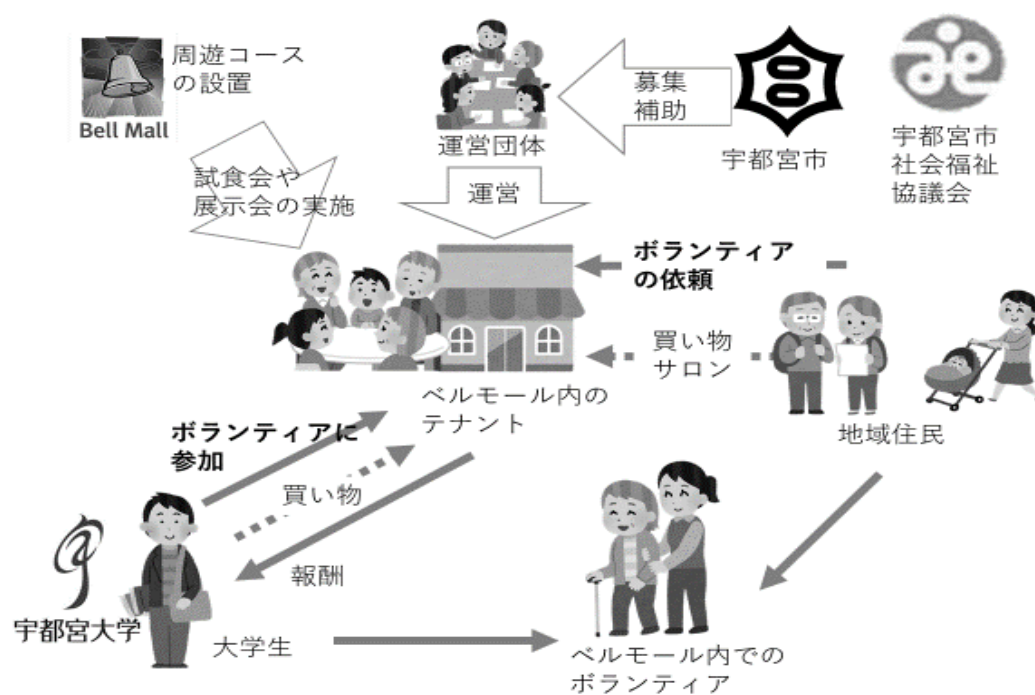 周遊コース
の設置
Bell Mall
試食会や
展示会の実施
運営団体
募集
補助
宇都宮市
宇都宮市
社会福祉
協議会
運営
ボランティア
の依頼
買い物
サロン
ベルモール内の
テナント
地域住民
ボランティアに
参加
買い物
報酬
宇都宮大学
大学生
ベルモール内での
ボランティア